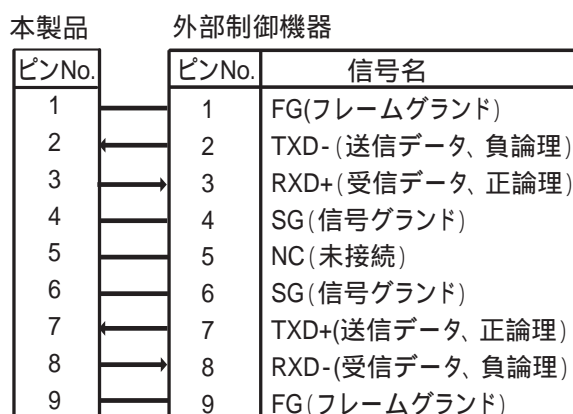 本製品 外部制御機器
ピンNo. ピンNo. 信号名
1 1 FG(フレームグランド)
2 2 TXD-(送信データ、負論理)
3 3 RXD+(受信データ、正論理)
4 4 SG(信号グランド)
5 5 NC(未接続)
6 6 SG(信号グランド)
7 7 TXD+(送信データ、正論理)
8 8 RXD-(受信データ、負論理)
9 9 FG(フレームグランド)